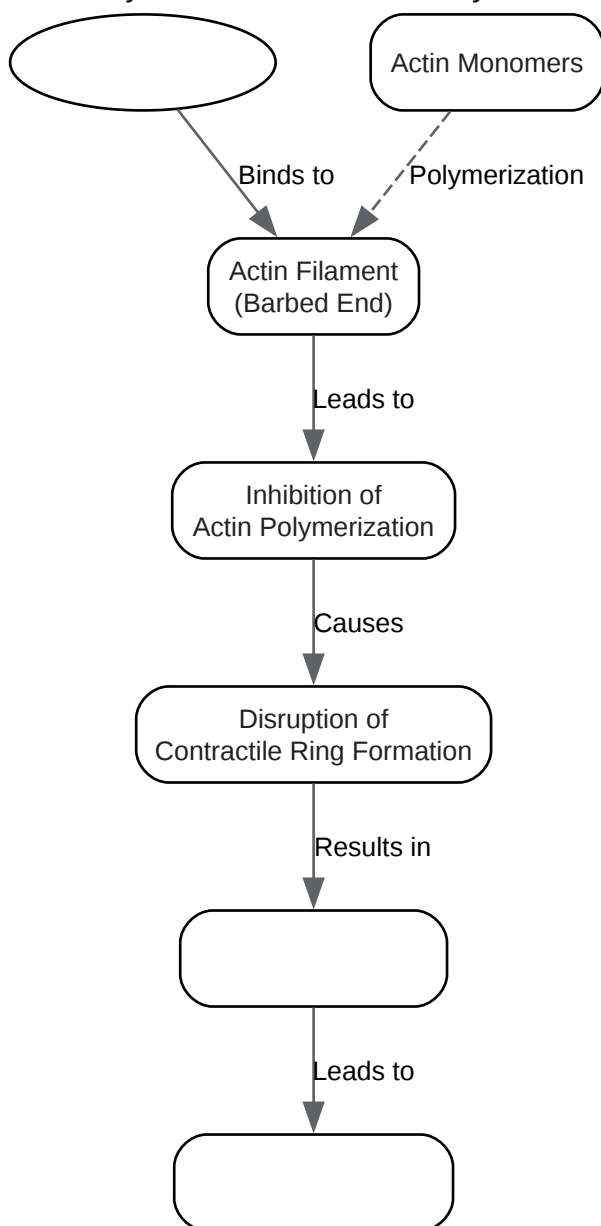 Actin Monomers
Binds to
Polymerization
Actin Filament
(Barbed End)
Leads to
Inhibition of
Actin Polymerization
Causes
Disruption of
Contractile Ring Formation
Results in
Leads to